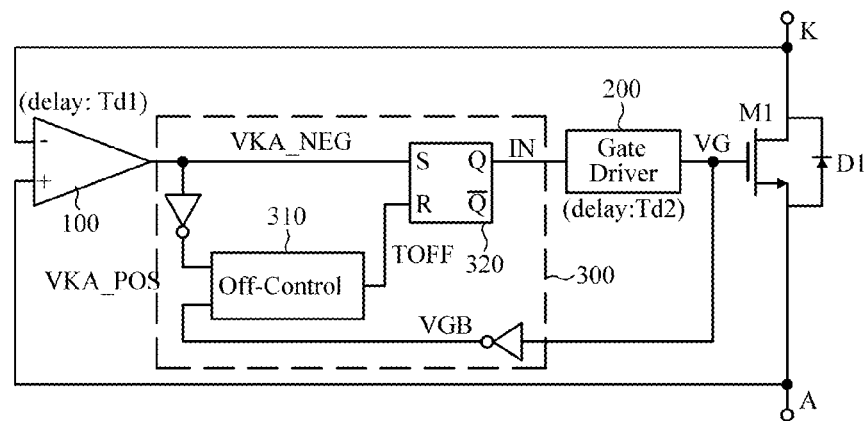 K
(delay: Td1)
200
M1
VKA_NEG
IN
VG
-
S
Q
Gate
Driver
D1
+
R
Q̅
(delay:Td2)
100
310
TOFF
320
VKA_POS
Off-Control
300
VGB
A